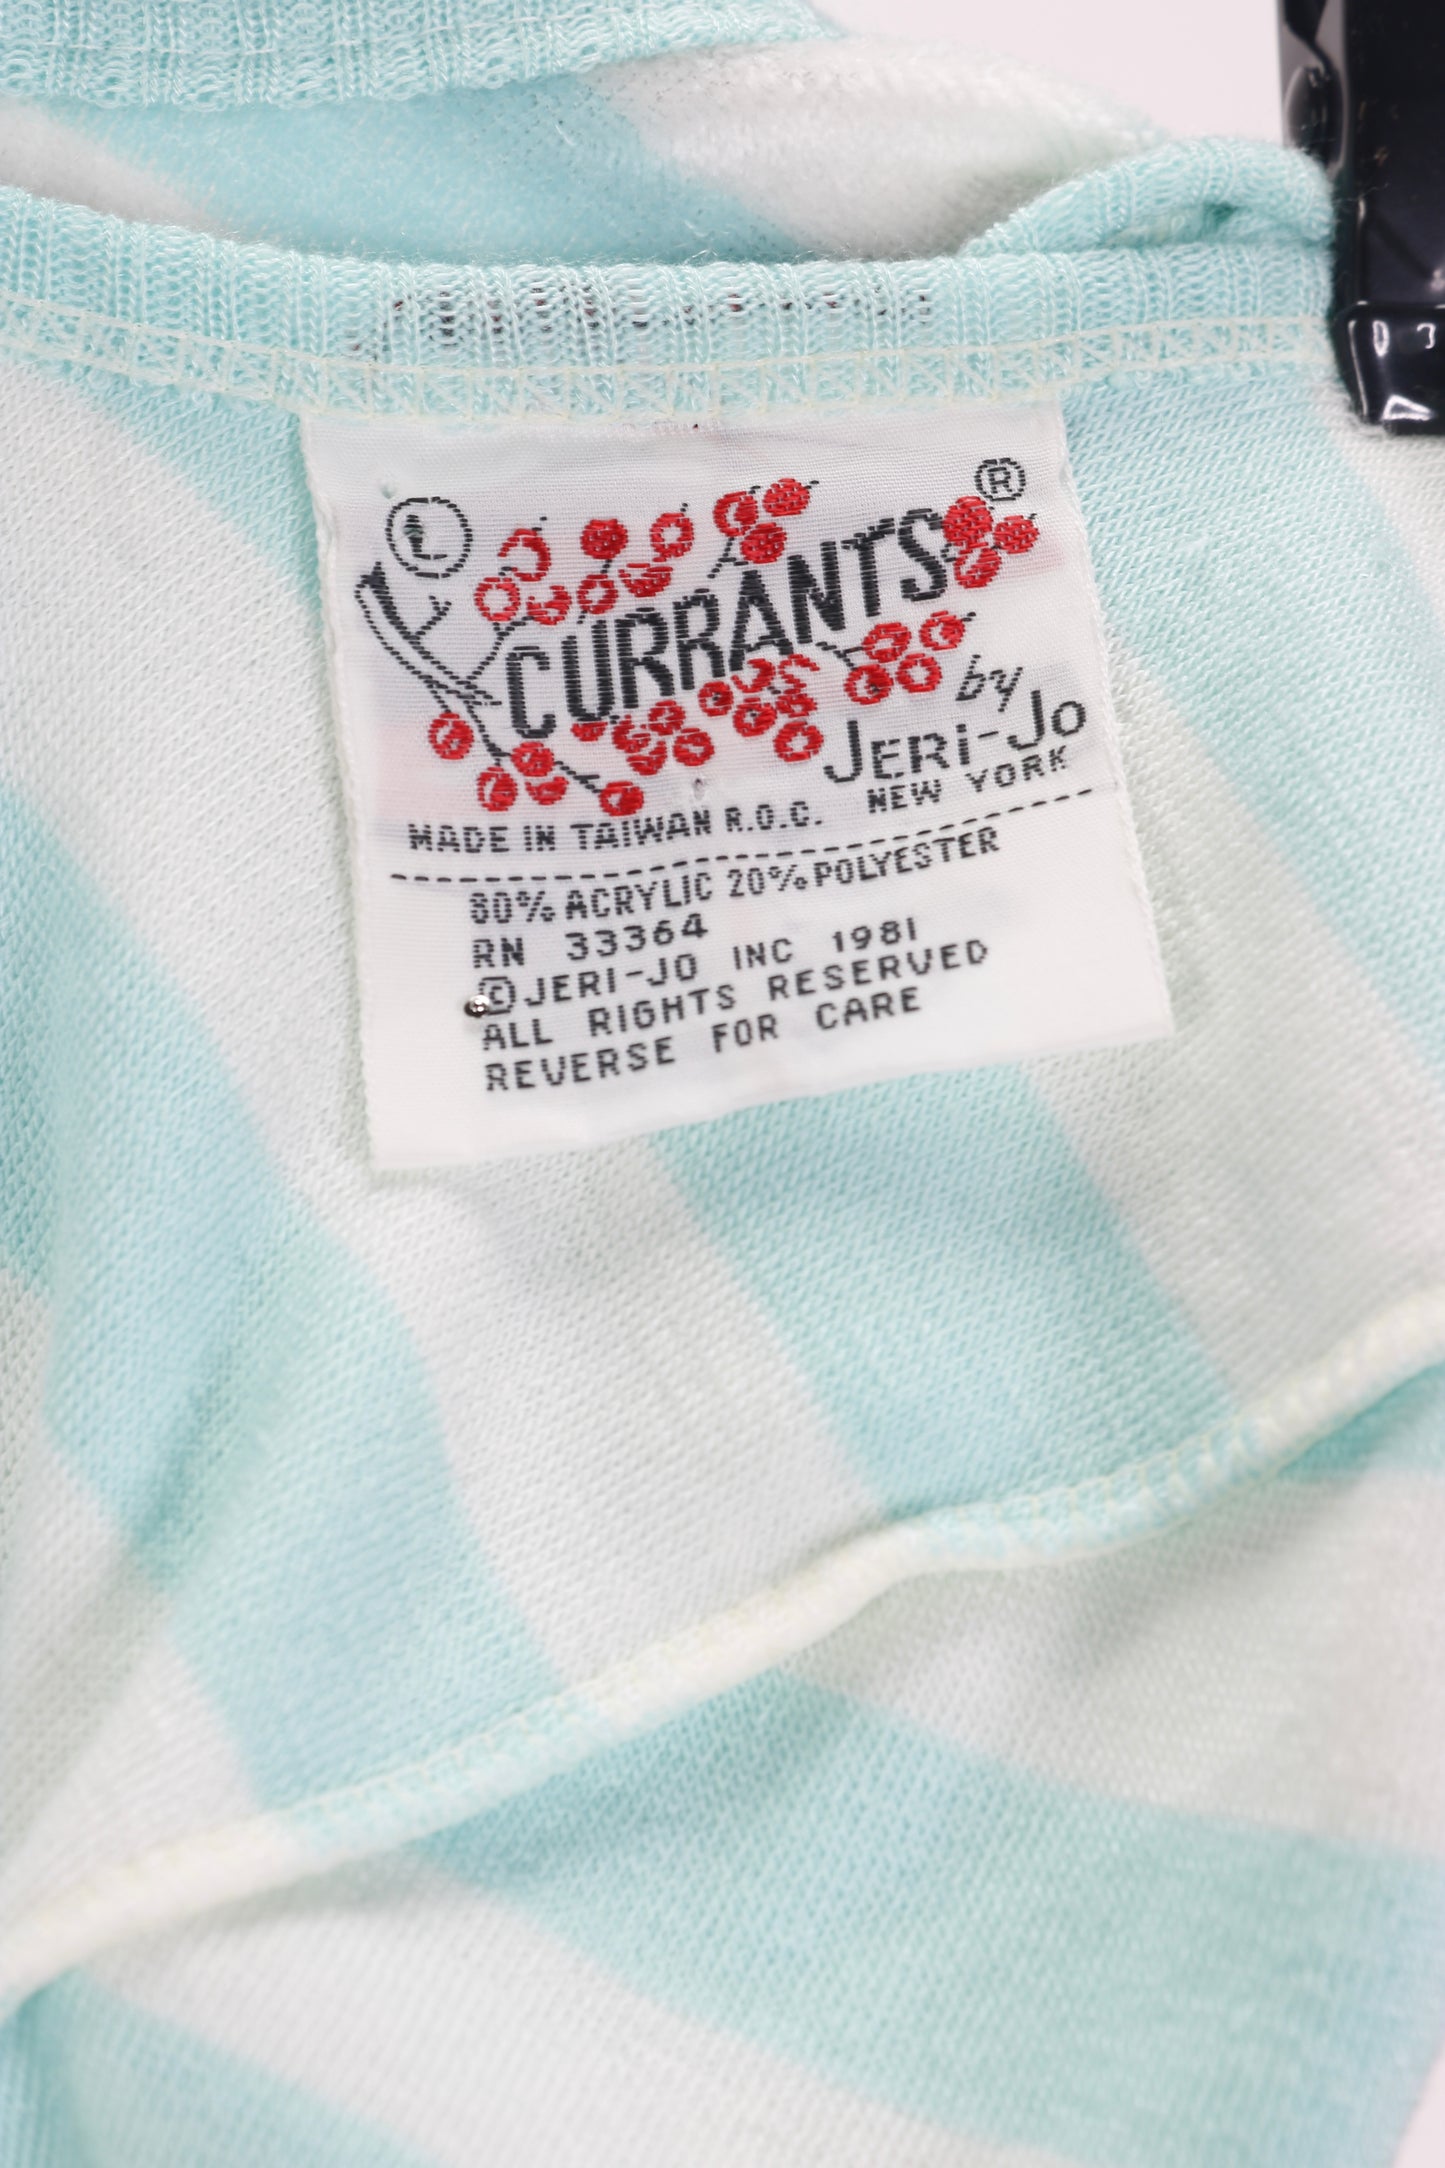 L
®
CURRANTS
by
JERI-JO
NEW YORK
MADE IN TAIWAN R.O.C.
80% ACRYLIC 20% POLYESTER
RN 33364
©JERI-JO INC 1981
ALL RIGHTS RESERVED
REVERSE FOR CARE